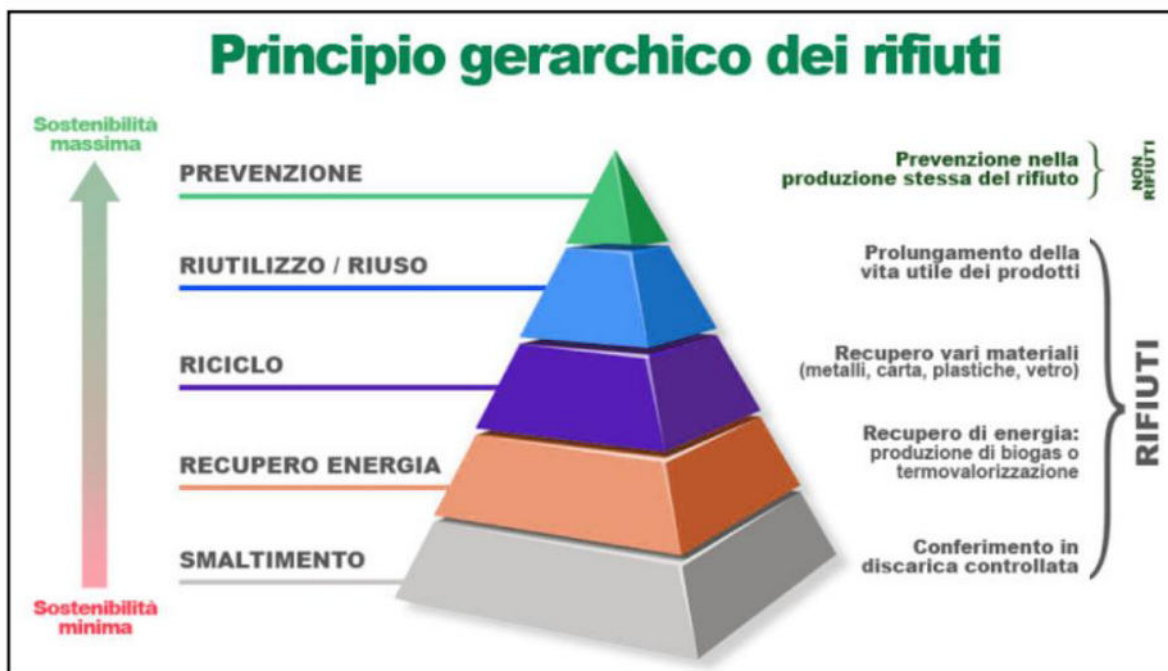 Principio gerarchico dei rifiuti
Sostenibilità
massima
PREVENZIONE
Prevenzione nella
produzione stessa del rifiuto
NON
RIFIUTI
RIUTILIZZO / RIUSO
Prolungamento della
vita utile dei prodotti
RICICLO
Recupero vari materiali
(metalli, carta, plastiche, vetro)
RECUPERO ENERGIA
Recupero di energia:
produzione di biogas o
termovalorizzazione
SMALTIMENTO
Conferimento in
discarica controllata
RIFIUTI
Sostenibilità
minima